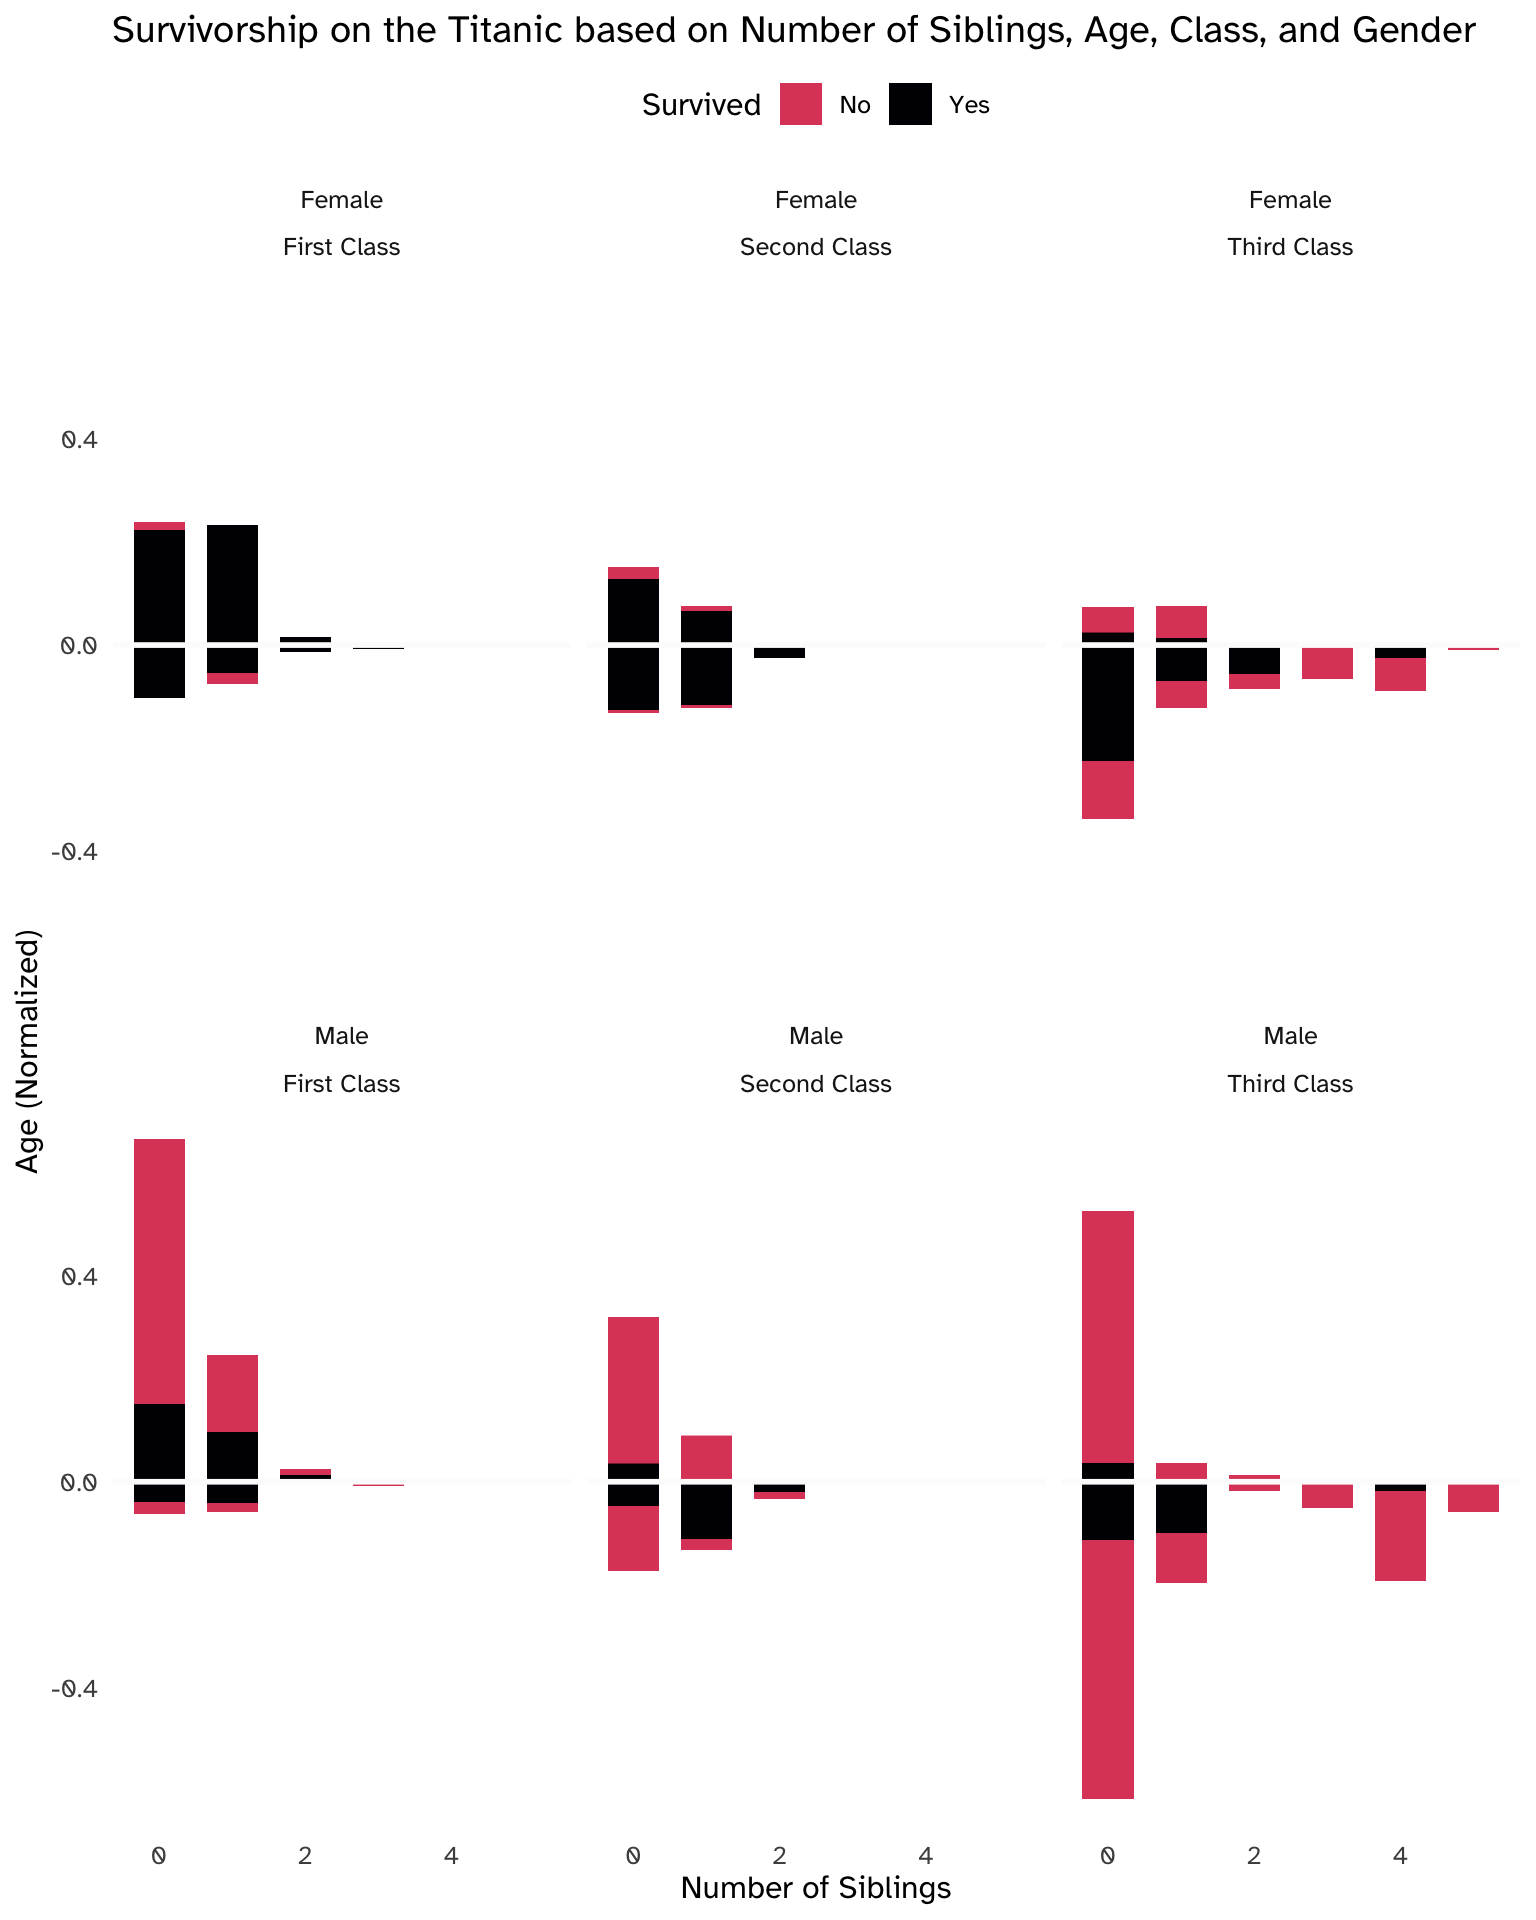 Survivorship on the Titanic based on Number of Siblings, Age, Class, and Gender
Survived No Yes
Female Female Female
First Class Second Class Third Class
0.4
0.0
-0.4
Age (Normalized)
Male Male Male
First Class Second Class Third Class
0.4
0.0
-0.4
0 2 4 0 2 4 0 2 4
Number of Siblings